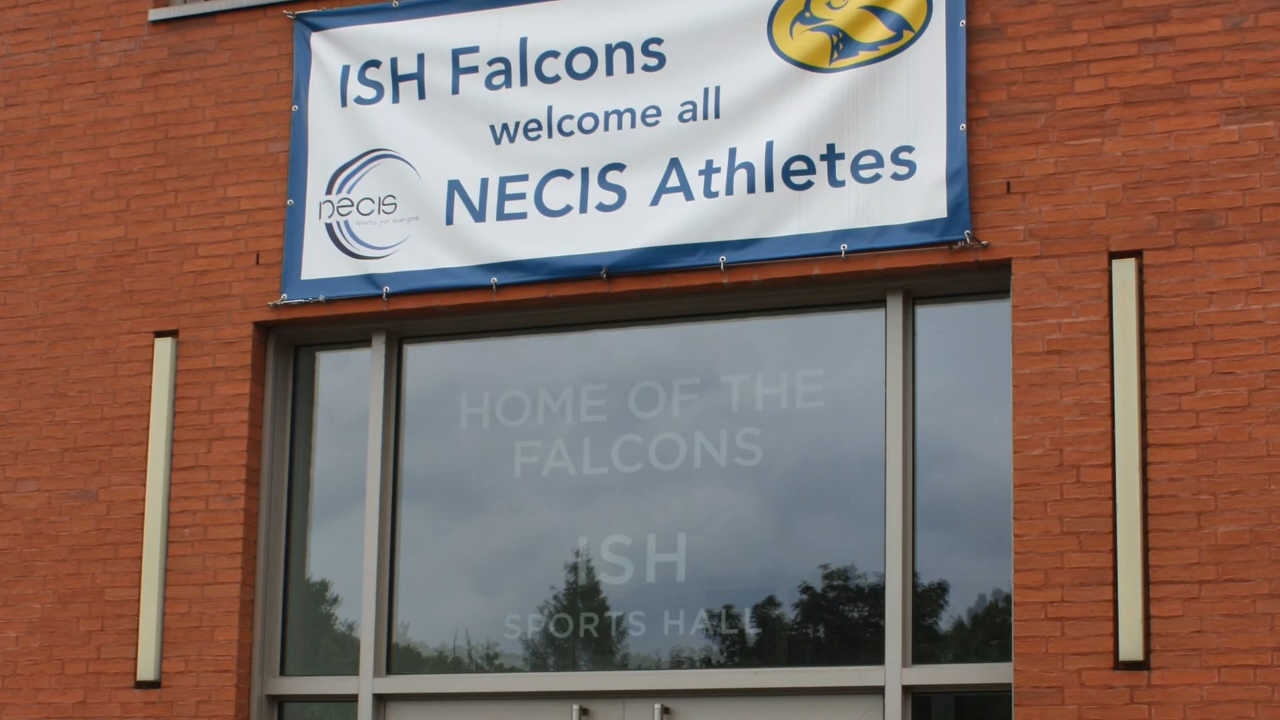 ISH Falcons
welcome all
NECIS Athletes
necis
sports for everyone
HOME OF THE
FALCONS
ISH
SPORTS HALL